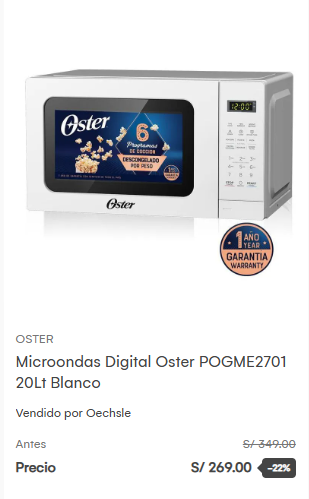 Oster
6
Programas
DE COCCIÓN
DESCONGELADO
POR PESO
12:00
Oster
1 AÑO
YEAR
GARANTIA
WARRANTY
OSTER
Microondas Digital Oster POGME2701
20Lt Blanco
Vendido por Oechsle
Antes S/ 349.00
Precio S/ 269.00 -22%